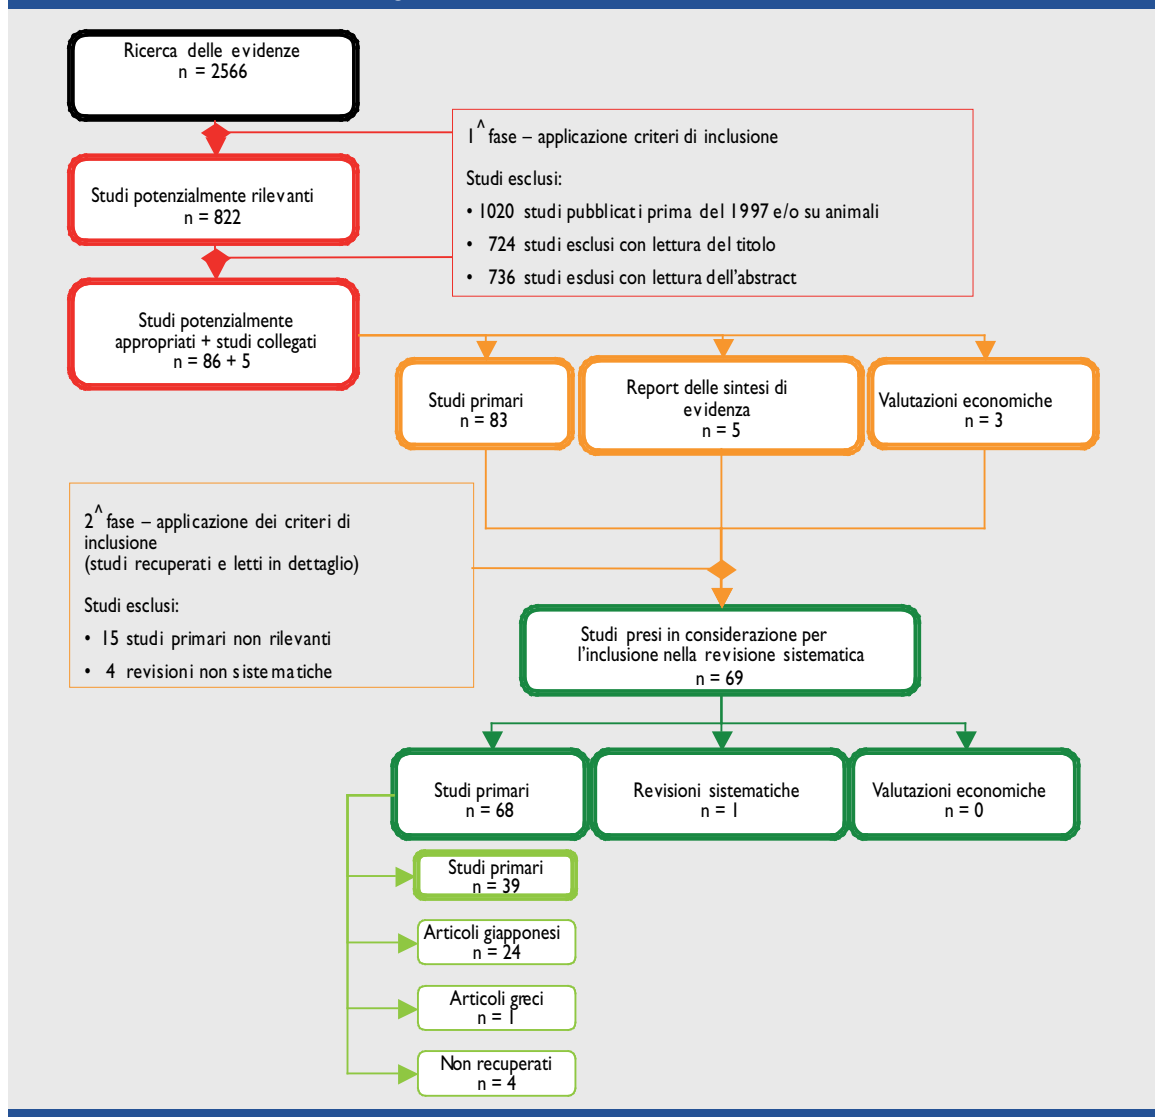 Ricerca delle evidenze
n = 2566
1^ fase – applicazione criteri di inclusione
Studi esclusi:
• 1020 studi pubblicati prima del 1997 e/o su animali
• 724 studi esclusi con lettura del titolo
• 736 studi esclusi con lettura dell'abstract
Studi potenzialmente rilevanti
n = 822
Studi potenzialmente
appropriati + studi collegati
n = 86 + 5
Studi primari
n = 83
Report delle sintesi di
evidenza
n = 5
Valutazioni economiche
n = 3
2^ fase – applicazione dei criteri di
inclusione
(studi recuperati e letti in dettaglio)
Studi esclusi:
• 15 studi primari non rilevanti
• 4 revisioni non sistematiche
Studi presi in considerazione per
l'inclusione nella revisione sistematica
n = 69
Studi primari
n = 68
Revisioni sistematiche
n = 1
Valutazioni economiche
n = 0
Studi primari
n = 39
Articoli giapponesi
n = 24
Articoli greci
n = 1
Non recuperati
n = 4